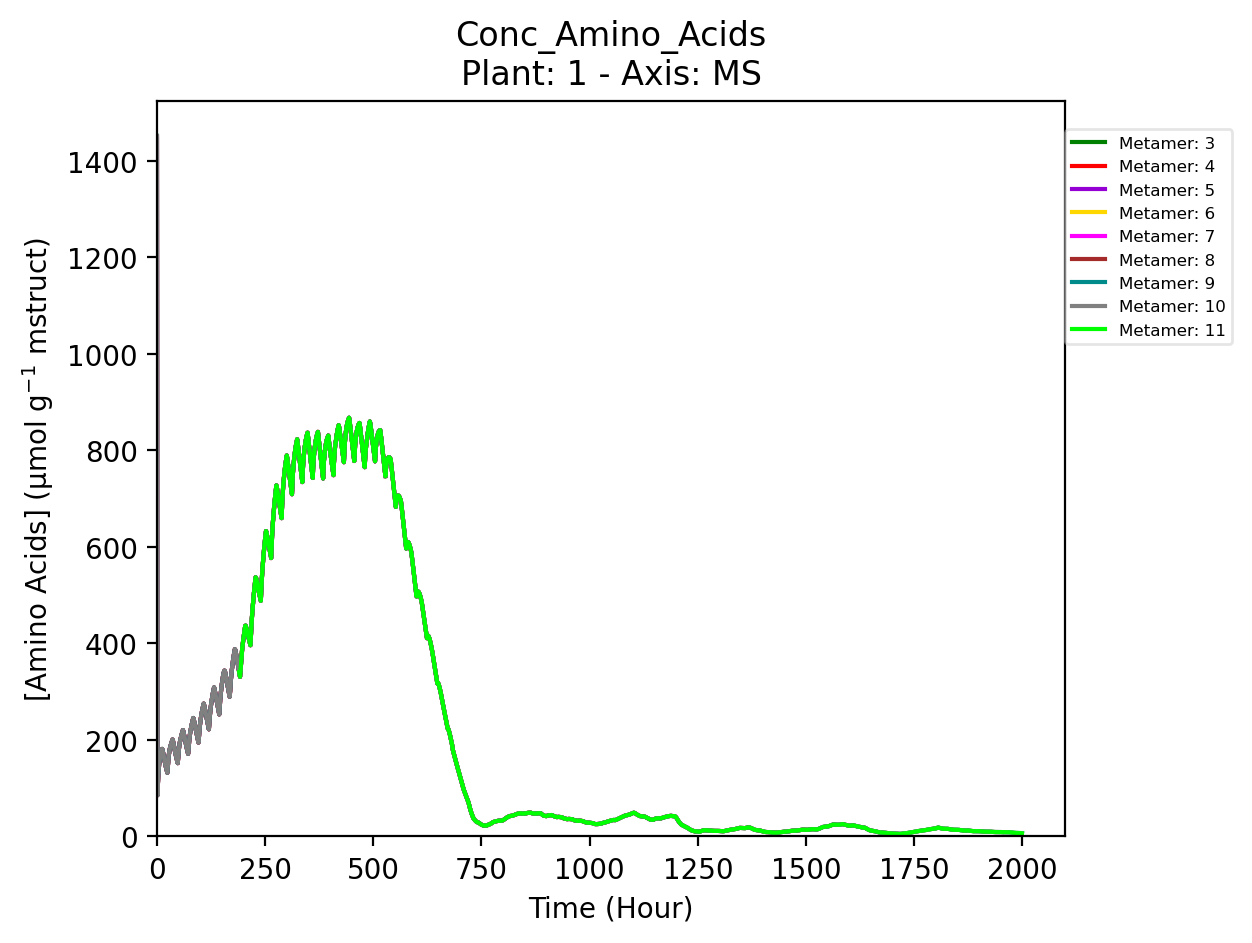 Conc_Amino_Acids
Plant: 1 - Axis: MS
[Amino Acids] (µmol g⁻¹ mstruct)
1400
1200
1000
800
600
400
200
0
0 250 500 750 1000 1250 1500 1750 2000
Time (Hour)
Metamer: 3
Metamer: 4
Metamer: 5
Metamer: 6
Metamer: 7
Metamer: 8
Metamer: 9
Metamer: 10
Metamer: 11